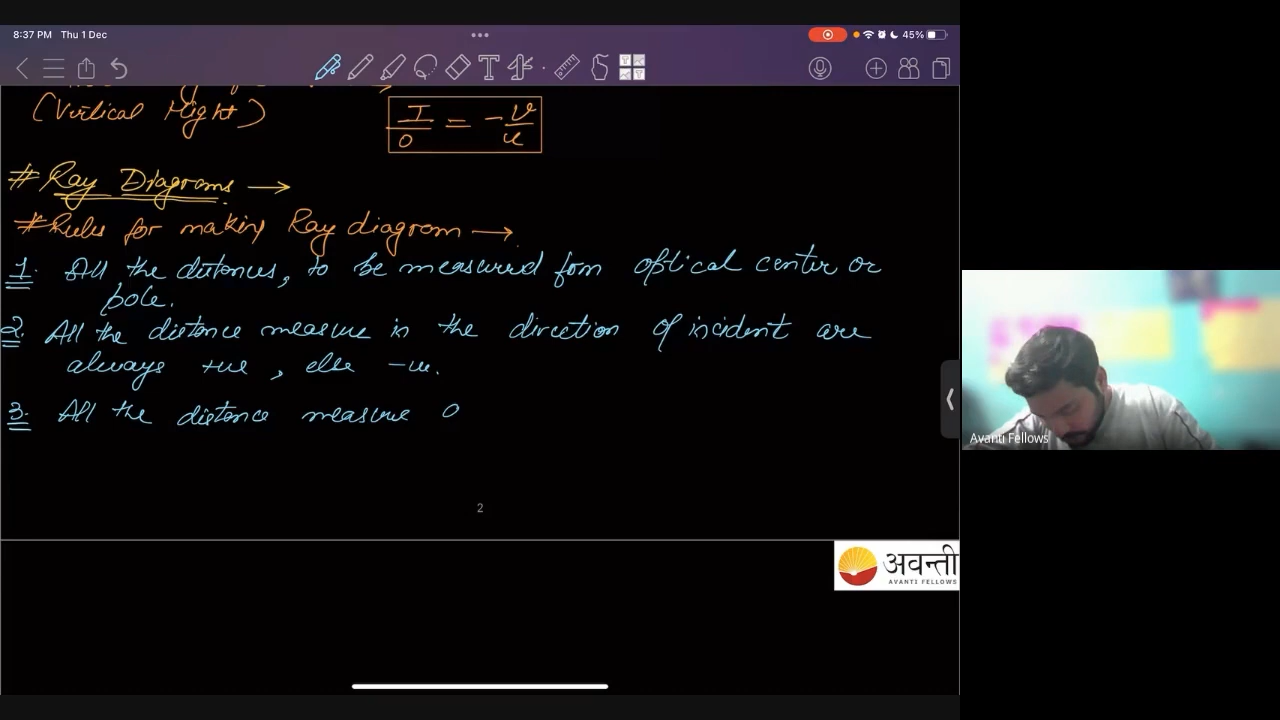 8:37 PM Thu 1 Dec
45%
(Vertical Hight)
I/O = -v/u
# Ray Diagrams →
# Rules for making Ray diagram →
1. All the distances, to be measured fom optical center or
pole.
2. All the distance measure in the direction of incident are
always +ve, else -ve.
3. All the distance measure o
2
अवन्ती
AVANTI FELLOWS
Avanti Fellows